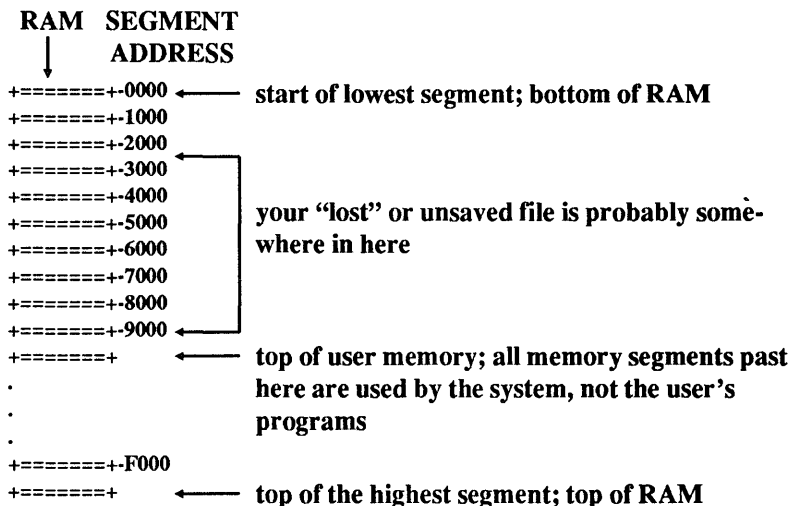 RAM SEGMENT
ADDRESS
+=======+-0000 start of lowest segment; bottom of RAM
+=======+-1000
+=======+-2000
+=======+-3000
+=======+-4000
+=======+-5000 your “lost” or unsaved file is probably some-
+=======+-6000 where in here
+=======+-7000
+=======+-8000
+=======+-9000
+=======+ top of user memory; all memory segments past
. here are used by the system, not the user’s
. programs
.
+=======+-F000
+=======+ top of the highest segment; top of RAM